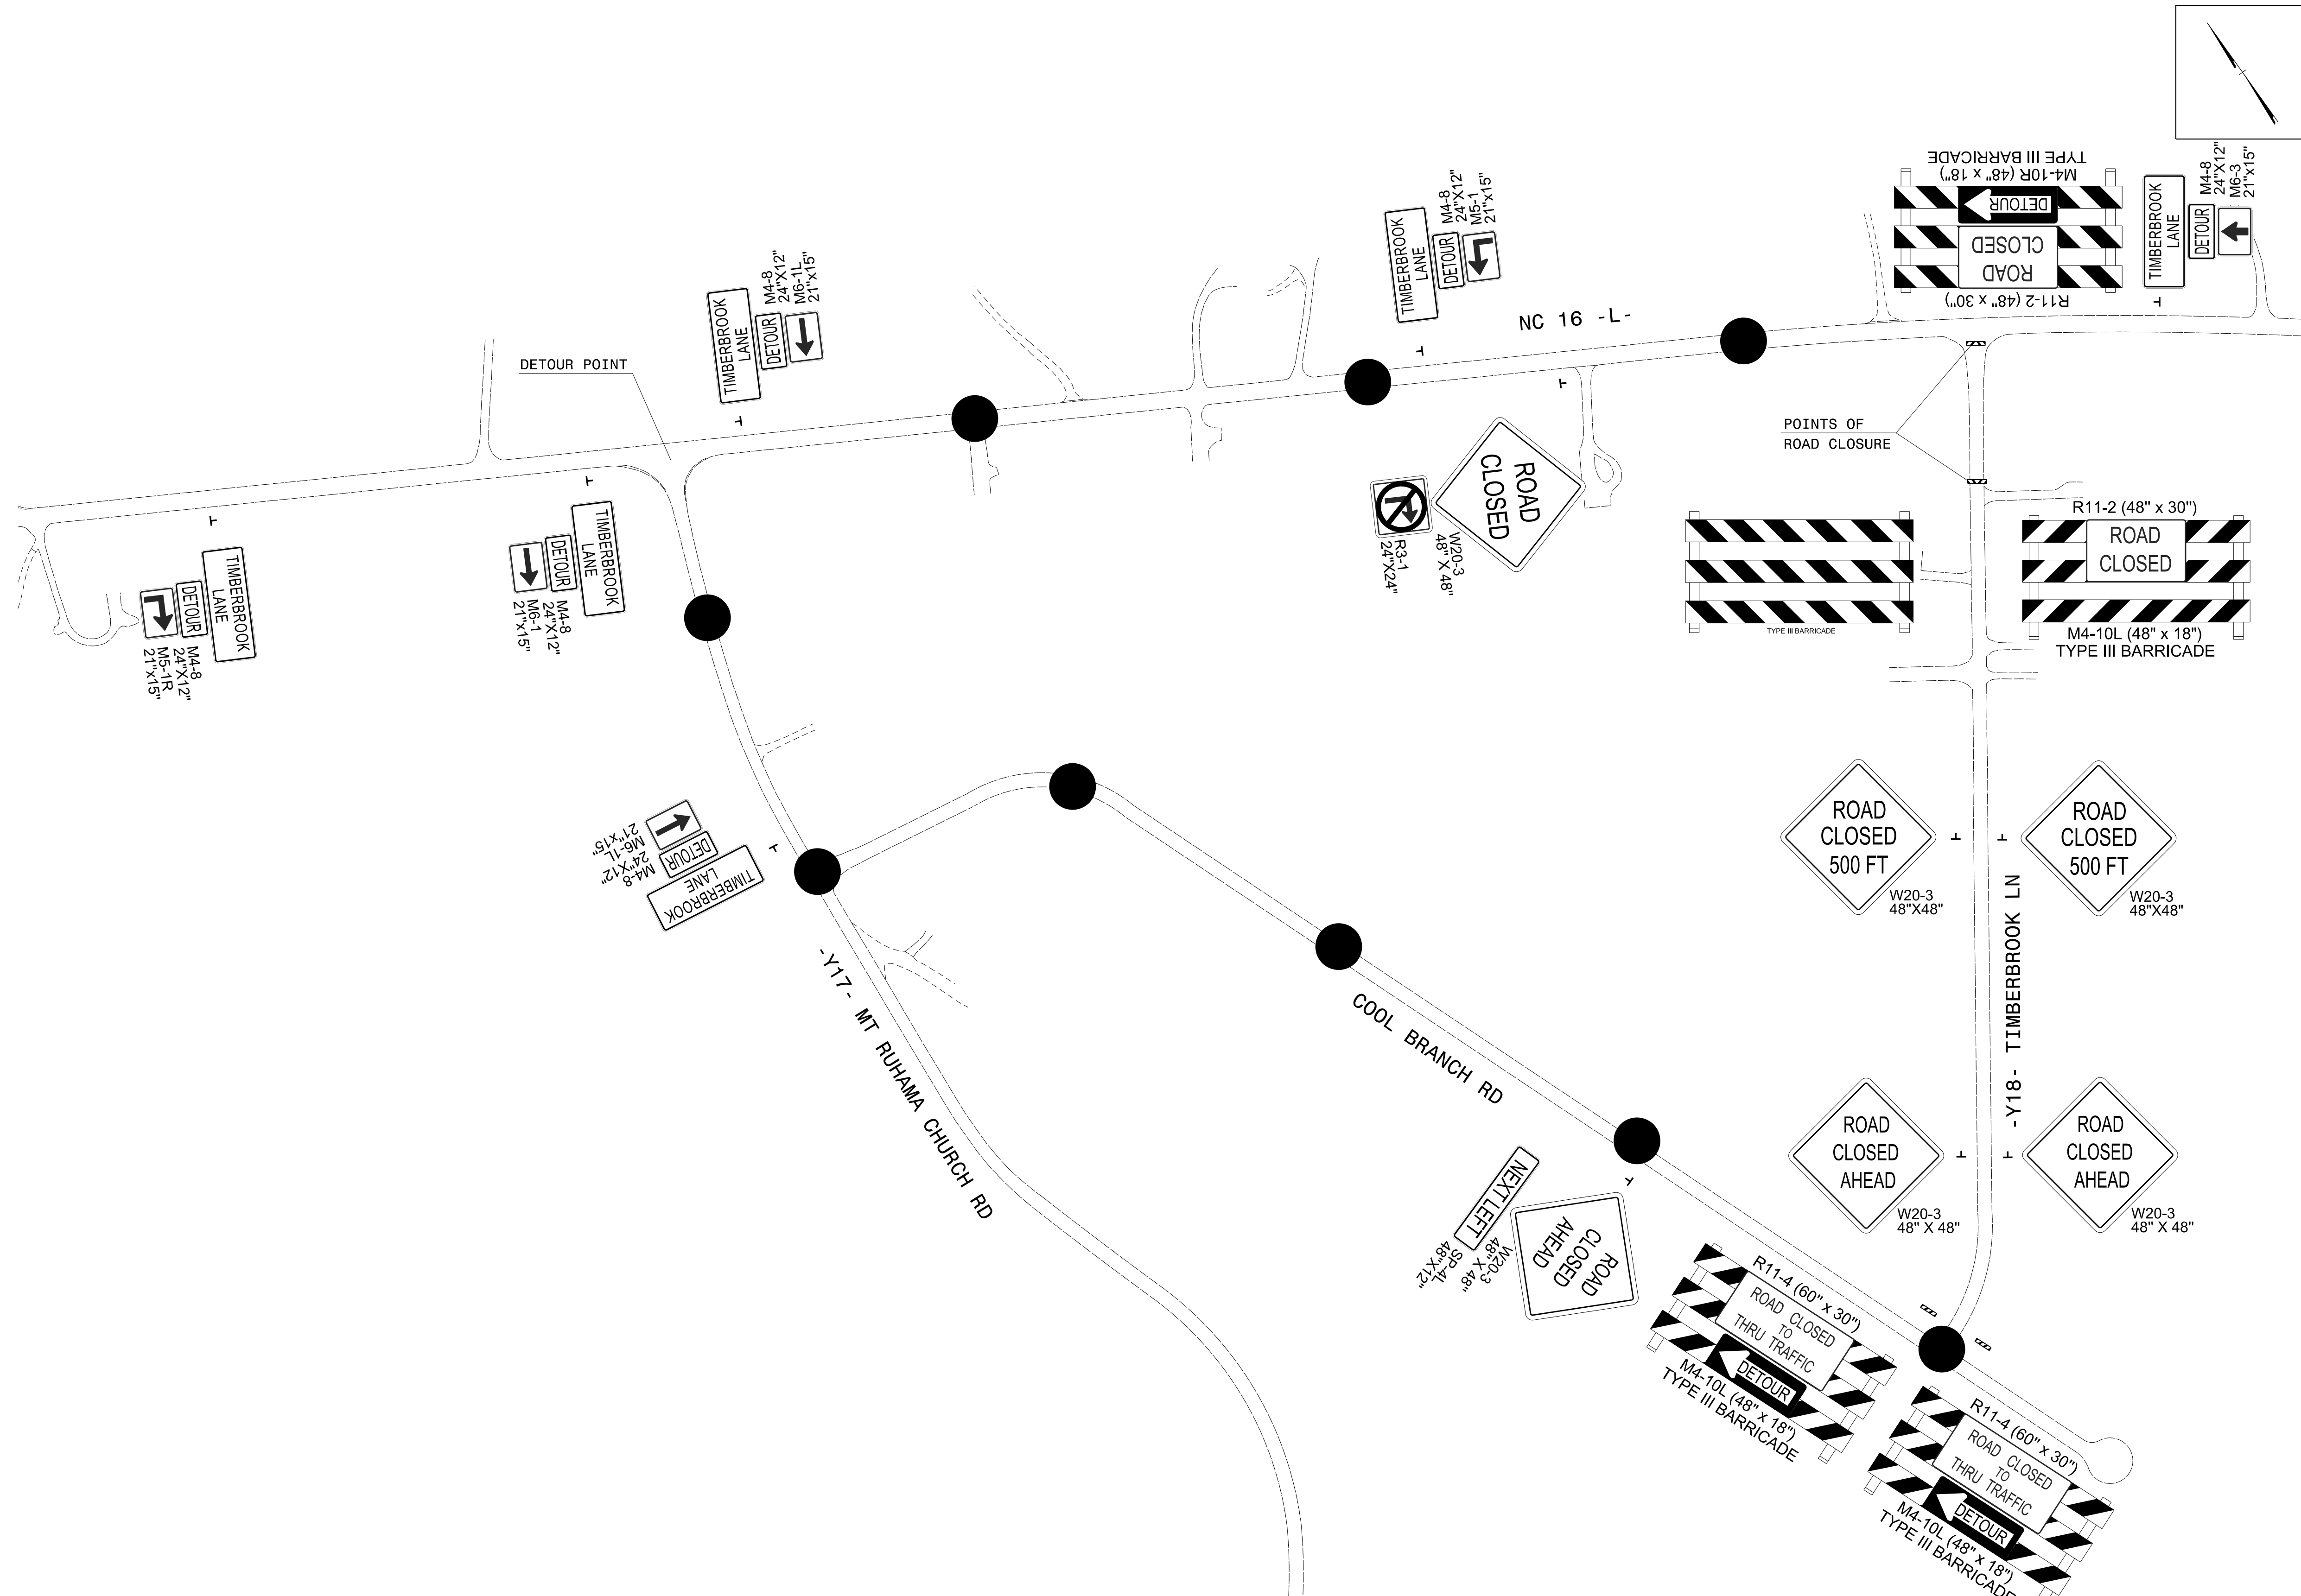 TYPE III BARRICADE
M4-10R (48" x 18")
DETOUR
ROAD
CLOSED
R11-2 (48" x 30")
TIMBERBROOK
LANE
DETOUR
M4-8
24"X12"
M6-3
21"x15"
TIMBERBROOK
LANE
DETOUR
M4-8
24"X12"
M5-1
21"x15"
NC 16 -L-
TIMBERBROOK
LANE
DETOUR
M4-8
24"X12"
M6-1L
21"x15"
DETOUR POINT
POINTS OF
ROAD CLOSURE
ROAD
CLOSED
W20-3
48" X 48"
R3-1
24"X24"
TIMBERBROOK
LANE
DETOUR
M4-8
24"X12"
M6-1
21"x15"
TIMBERBROOK
LANE
DETOUR
M4-8
24"X12"
M5-1R
21"x15"
TYPE III BARRICADE
R11-2 (48" x 30")
ROAD
CLOSED
M4-10L (48" x 18")
TYPE III BARRICADE
TIMBERBROOK
LANE
DETOUR
M4-8
24"X12"
M6-1L
21"x15"
ROAD
CLOSED
500 FT
W20-3
48"X48"
ROAD
CLOSED
500 FT
W20-3
48"X48"
-Y17- MT RUHAMA CHURCH RD
COOL BRANCH RD
-Y18- TIMBERBROOK LN
ROAD
CLOSED
AHEAD
W20-3
48" X 48"
ROAD
CLOSED
AHEAD
W20-3
48" X 48"
ROAD
CLOSED
AHEAD
NEXT LEFT
W20-3
48" X 48"
SP-4L
48"X12"
R11-4 (60" x 30")
ROAD CLOSED
TO
THRU TRAFFIC
DETOUR
M4-10L (48" x 18")
TYPE III BARRICADE
R11-4 (60" x 30")
ROAD CLOSED
TO
THRU TRAFFIC
DETOUR
M4-10L (48" x 18")
TYPE III BARRICADE